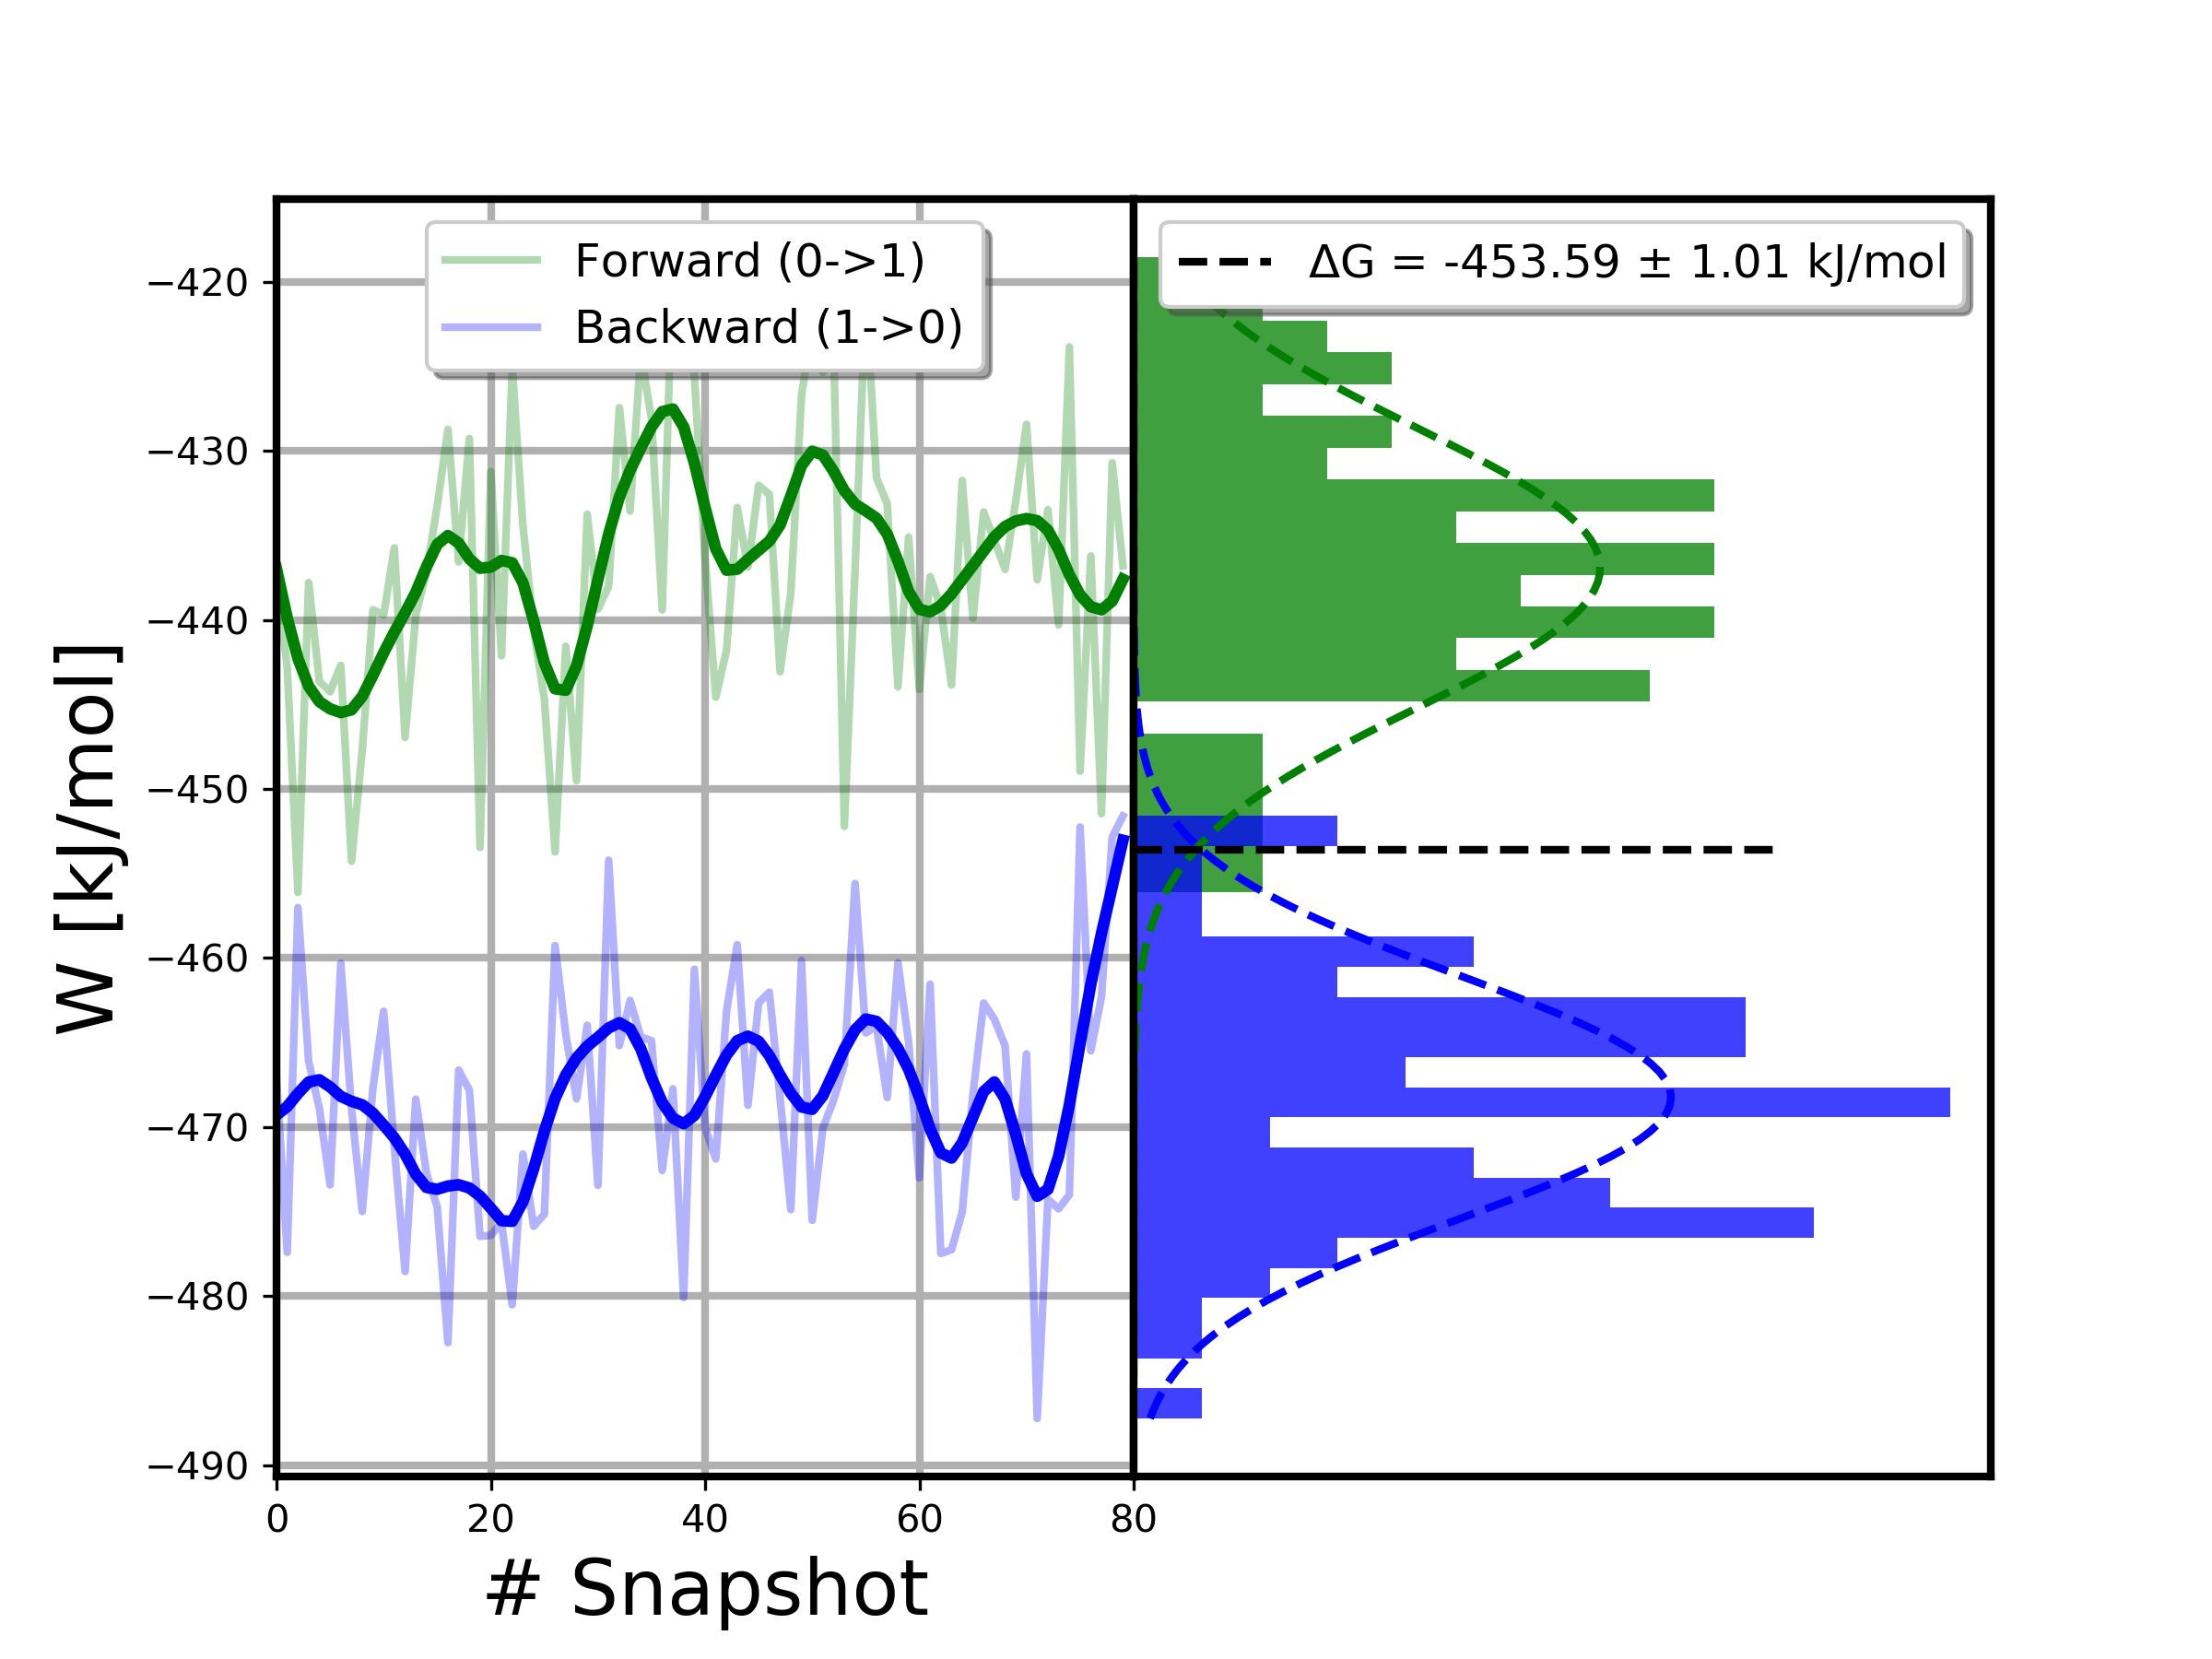 Forward (0->1)
Backward (1->0)
ΔG = -453.59 ± 1.01 kJ/mol
W [kJ/mol]
−420
−430
−440
−450
−460
−470
−480
−490
0 20 40 60 80
# Snapshot